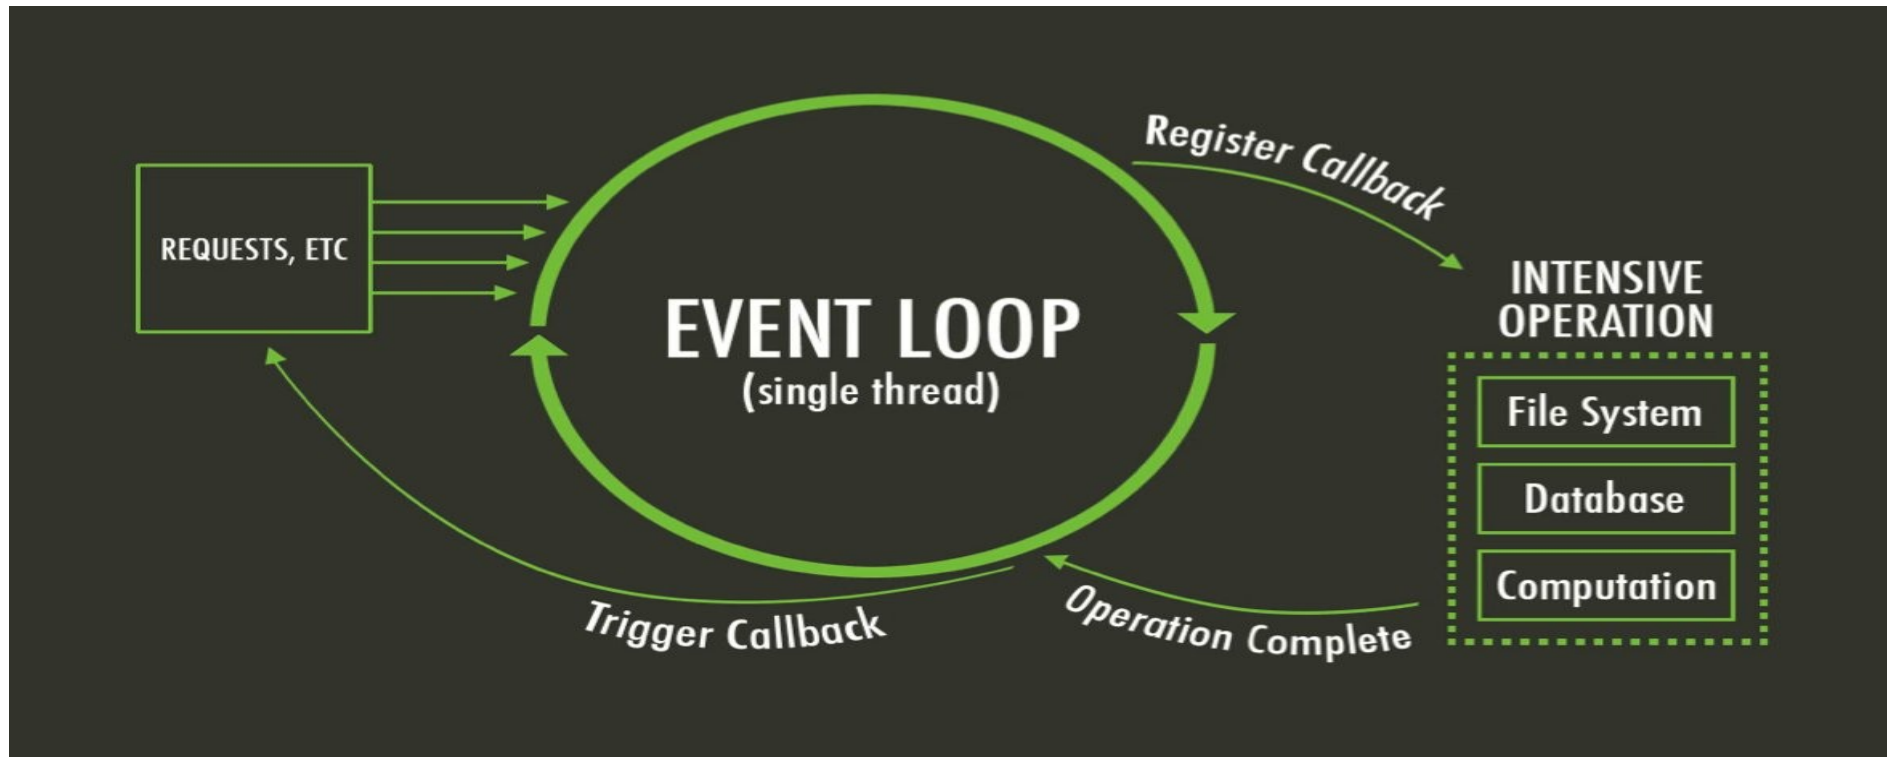 REQUESTS, ETC
EVENT LOOP
(single thread)
Register Callback
INTENSIVE
OPERATION
File System
Database
Computation
Operation Complete
Trigger Callback